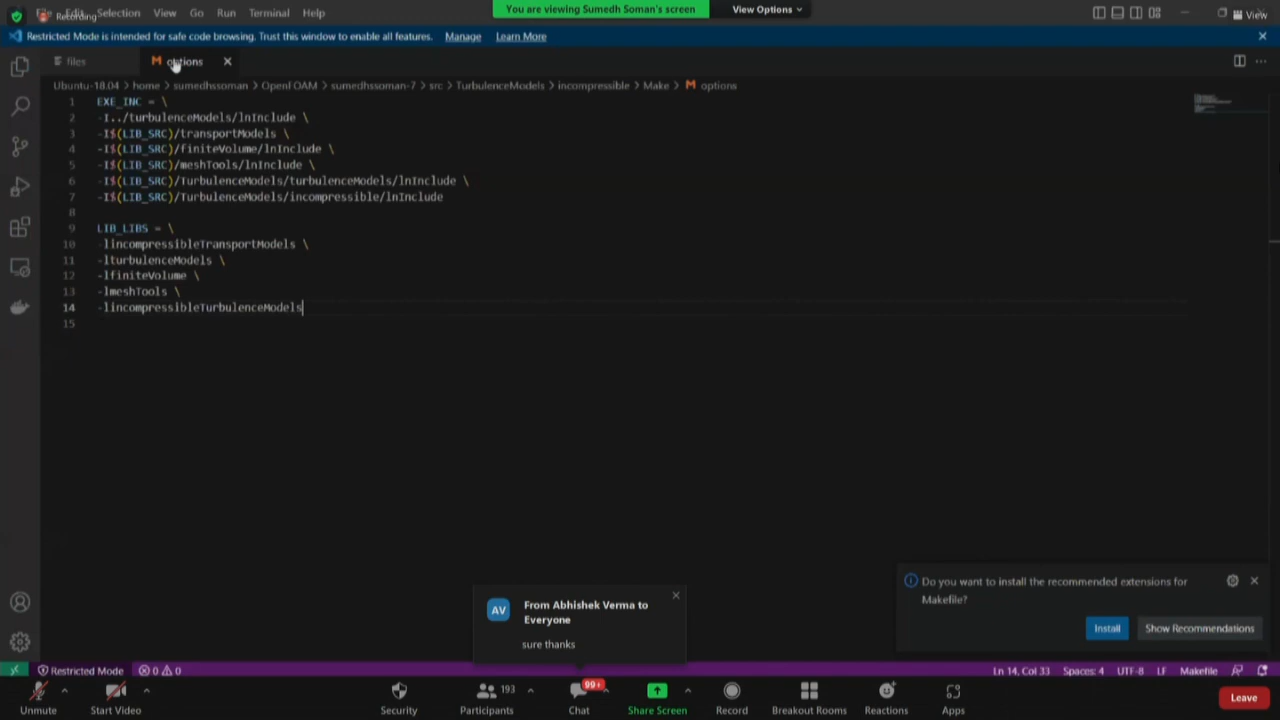 You are viewing Sumedh Soman's screen
View Options
Recording
Selection View Go Run Terminal Help
View
Restricted Mode is intended for safe code browsing. Trust this window to enable all features. Manage Learn More
files
options
Ubuntu-18.04 > home > sumedhssoman > OpenFOAM > sumedhssoman-7 > src > TurbulenceModels > incompressible > Make > options
1 EXE_INC = \
2 -I../turbulenceModels/lnInclude \
3 -I$(LIB_SRC)/transportModels \
4 -I$(LIB_SRC)/finiteVolume/lnInclude \
5 -I$(LIB_SRC)/meshTools/lnInclude \
6 -I$(LIB_SRC)/TurbulenceModels/turbulenceModels/lnInclude \
7 -I$(LIB_SRC)/TurbulenceModels/incompressible/lnInclude
8
9 LIB_LIBS = \
10 -lincompressibleTransportModels \
11 -lturbulenceModels \
12 -lfiniteVolume \
13 -lmeshTools \
14 -lincompressibleTurbulenceModels
15
Do you want to install the recommended extensions for
Makefile?
Install Show Recommendations
AV
From Abhishek Verma to
Everyone
sure thanks
Restricted Mode 0 0
Ln 14, Col 33 Spaces: 4 UTF-8 LF Makefile
99+
193
Unmute Start Video Security Participants Chat Share Screen Record Breakout Rooms Reactions Apps
Leave